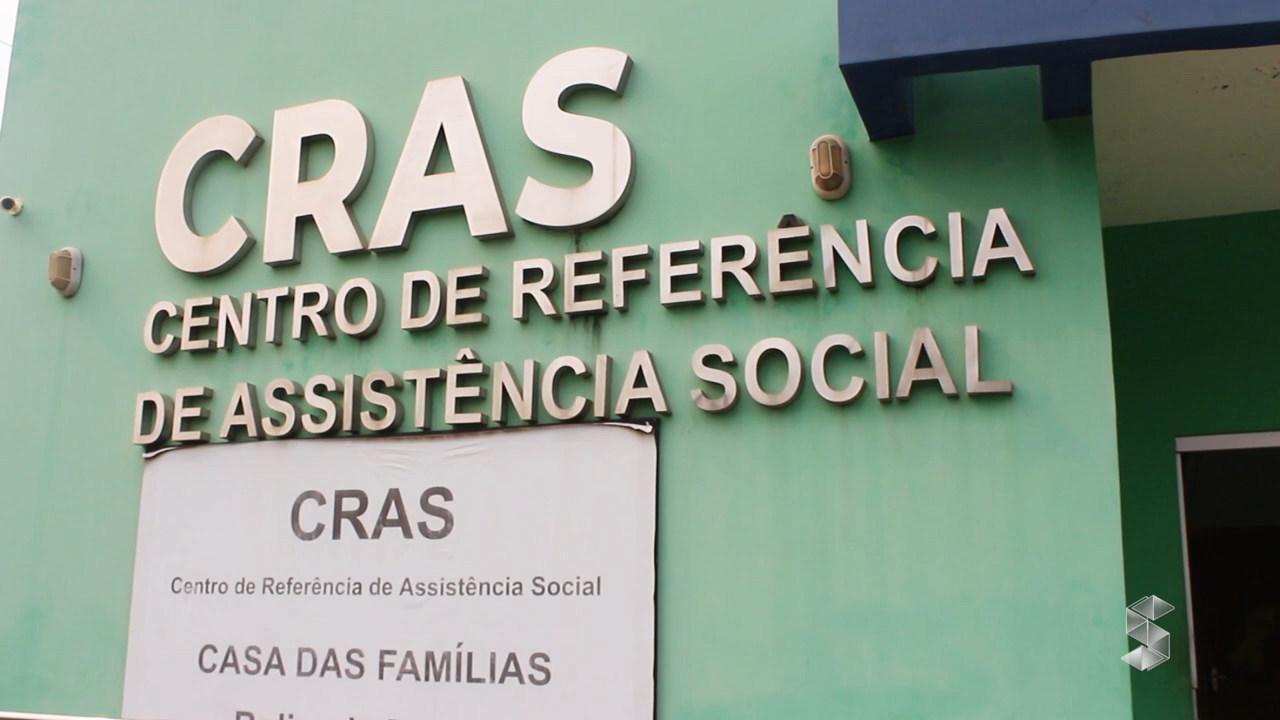 CRAS
CENTRO DE REFERÊNCIA
DE ASSISTÊNCIA SOCIAL
CRAS
Centro de Referência de Assistência Social
CASA DAS FAMÍLIAS